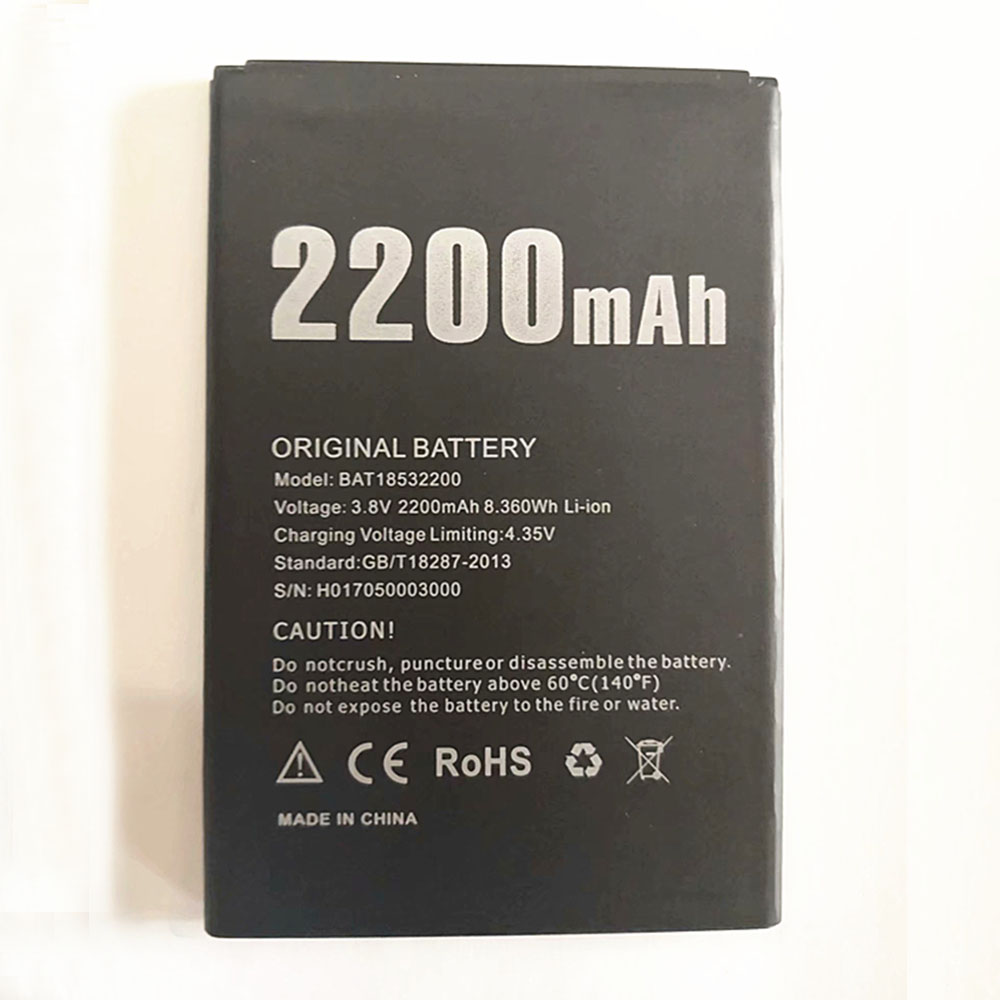 2200mAh
ORIGINAL BATTERY
Model: BAT18532200
Voltage: 3.8V 2200mAh 8.360Wh Li-ion
Charging Voltage Limiting:4.35V
Standard:GB/T18287-2013
S/N: H017050003000
CAUTION!
Do notcrush, puncture or disassemble the battery.
Do notheat the battery above 60°C(140°F)
Do not expose the battery to the fire or water.
CE RoHS
MADE IN CHINA